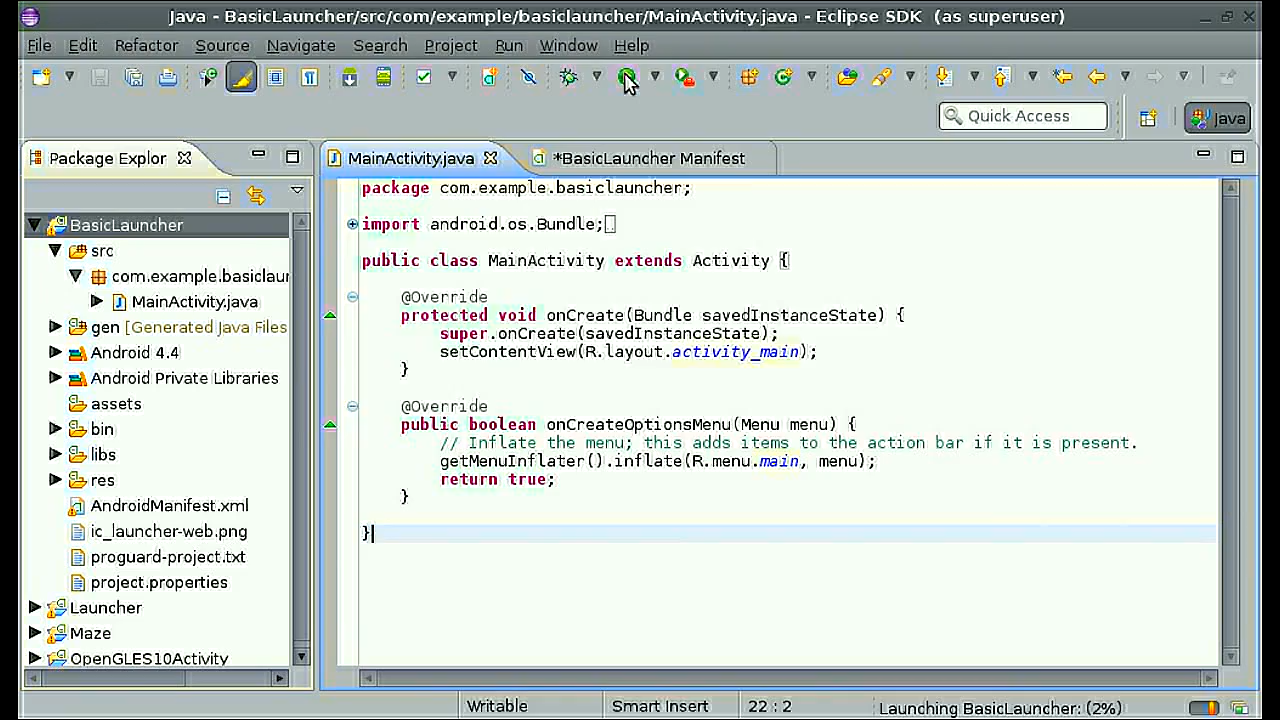 Java - BasicLauncher/src/com/example/basiclauncher/MainActivity.java - Eclipse SDK (as superuser)
File Edit Refactor Source Navigate Search Project Run Window Help
Quick Access
Java
Package Explor
MainActivity.java
*BasicLauncher Manifest
BasicLauncher
src
com.example.basiclaun
MainActivity.java
gen [Generated Java Files
Android 4.4
Android Private Libraries
assets
bin
libs
res
AndroidManifest.xml
ic_launcher-web.png
proguard-project.txt
project.properties
Launcher
Maze
OpenGLES10Activity
package com.example.basiclauncher;
import android.os.Bundle;
public class MainActivity extends Activity {
@Override
protected void onCreate(Bundle savedInstanceState) {
super.onCreate(savedInstanceState);
setContentView(R.layout.activity_main);
}
@Override
public boolean onCreateOptionsMenu(Menu menu) {
// Inflate the menu; this adds items to the action bar if it is present.
getMenuInflater().inflate(R.menu.main, menu);
return true;
}
}
Writable
Smart Insert
22 : 2
Launching BasicLauncher: (2%)